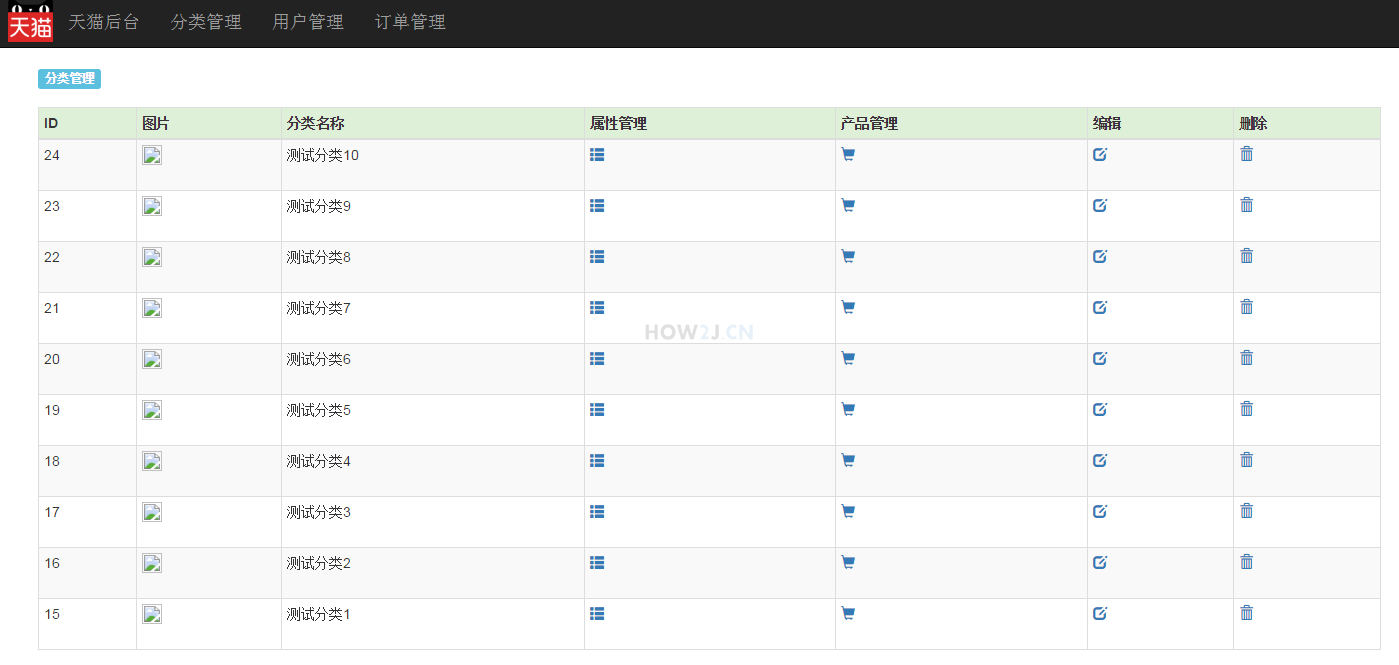 天猫 天猫后台 分类管理 用户管理 订单管理
分类管理
ID 图片 分类名称 属性管理 产品管理 编辑 删除
24 测试分类10
23 测试分类9
22 测试分类8
21 测试分类7
HOW2J.CN
20 测试分类6
19 测试分类5
18 测试分类4
17 测试分类3
16 测试分类2
15 测试分类1